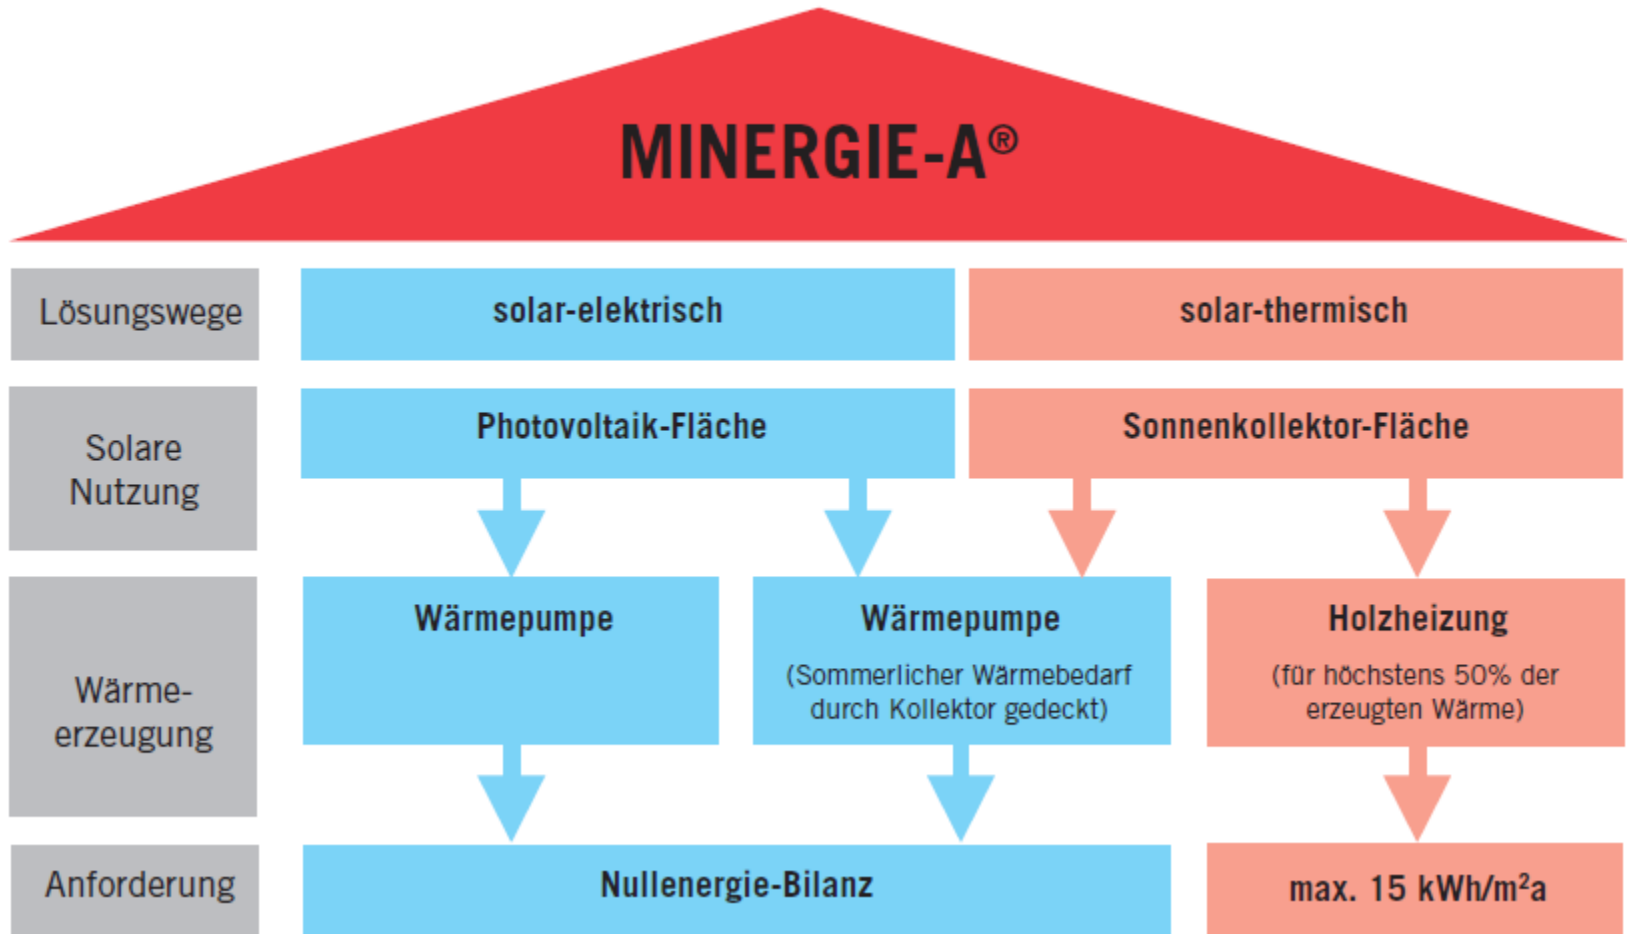 MINERGIE-A®
Lösungswege
solar-elektrisch
solar-thermisch
Solare
Nutzung
Photovoltaik-Fläche
Sonnenkollektor-Fläche
Wärme-
erzeugung
Wärmepumpe
Wärmepumpe
(Sommerlicher Wärmebedarf
durch Kollektor gedeckt)
Holzheizung
(für höchstens 50% der
erzeugten Wärme)
Anforderung
Nullenergie-Bilanz
max. 15 kWh/m²a